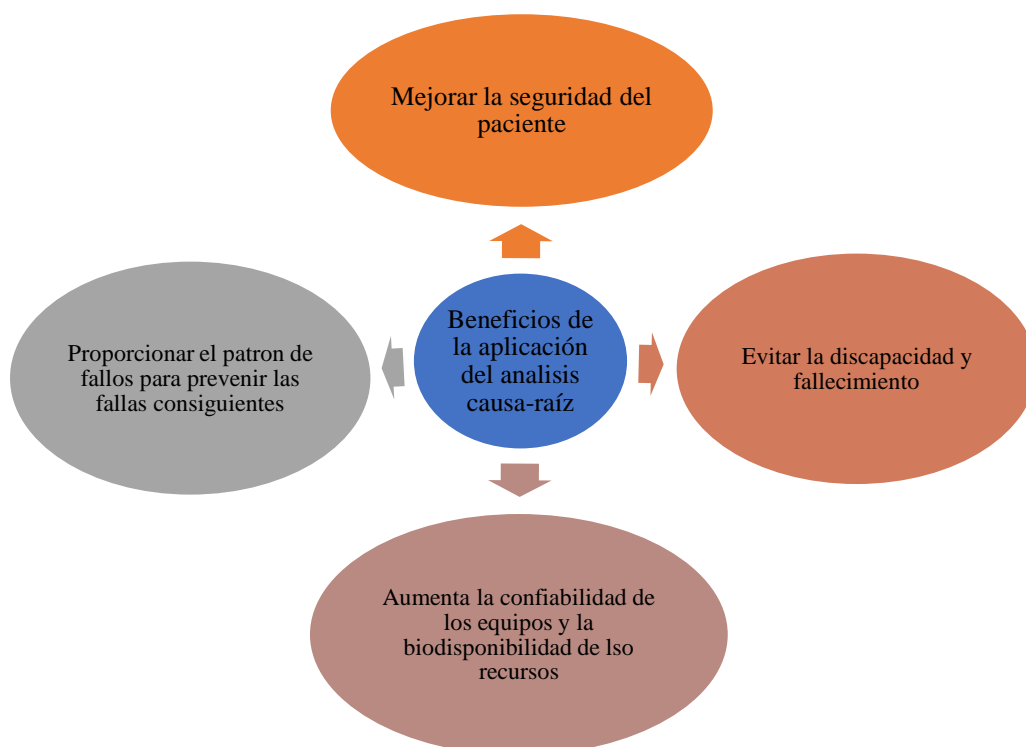 Mejorar la seguridad del
paciente
Proporcionar el patron de
fallos para prevenir las
fallas consiguientes
Beneficios de
la aplicación
del analisis
causa-raíz
Evitar la discapacidad y
fallecimiento
Aumenta la confiabilidad de
los equipos y la
biodisponibilidad de lso
recursos